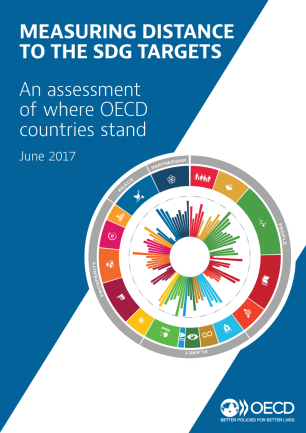 MEASURING DISTANCE
TO THE SDG TARGETS
An assessment
of where OECD
countries stand
June 2017
PEACE
PARTNERSHIP
PEOPLE
PROSPERITY
PLANET
OECD
BETTER POLICIES FOR BETTER LIVES